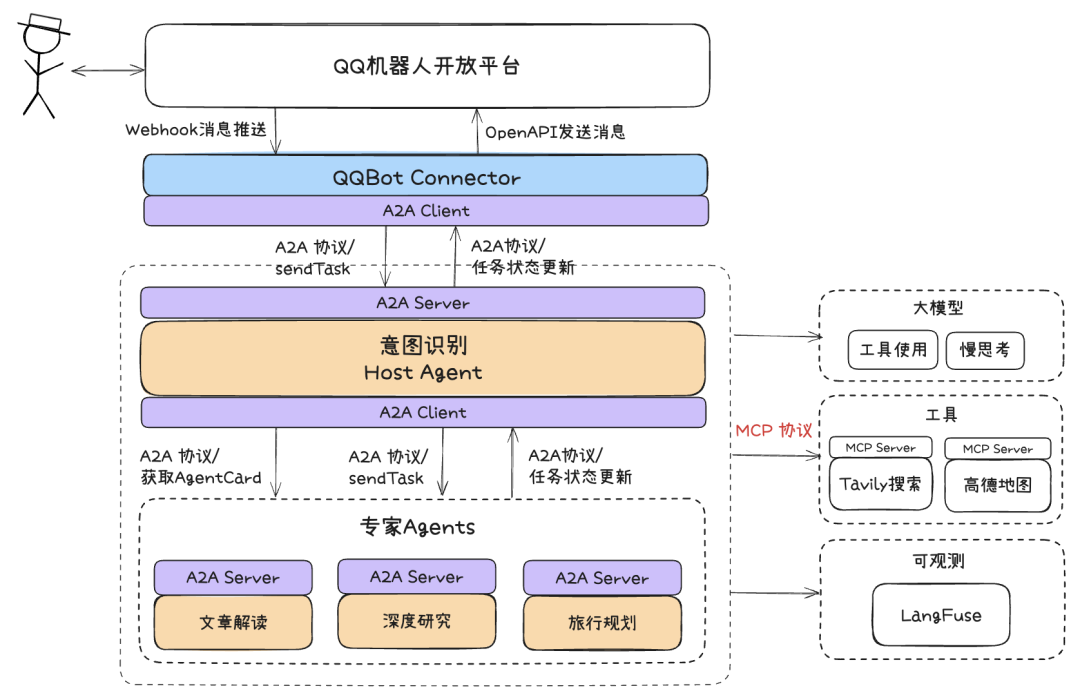 QQ机器人开放平台
Webhook消息推送
OpenAPI发送消息
QQBot Connector
A2A Client
A2A 协议/
sendTask
A2A协议/
任务状态更新
A2A Server
意图识别
Host Agent
A2A Client
A2A 协议/
获取AgentCard
A2A 协议/
sendTask
A2A协议/
任务状态更新
专家Agents
A2A Server
文章解读
A2A Server
深度研究
A2A Server
旅行规划
大模型
工具使用
慢思考
MCP 协议
工具
MCP Server
Tavily搜索
MCP Server
高德地图
可观测
LangFuse